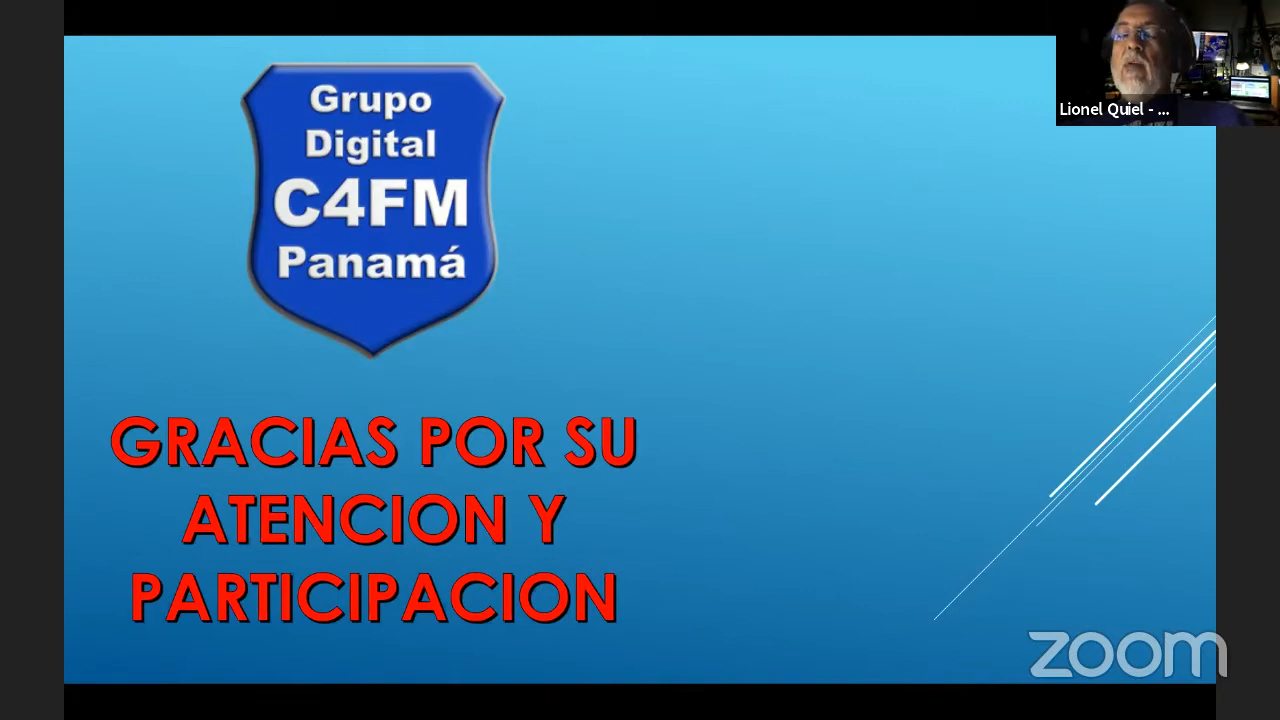 Grupo
Digital
C4FM
Panamá
Lionel Quiel - ...
GRACIAS POR SU
ATENCION Y
PARTICIPACION
zoom